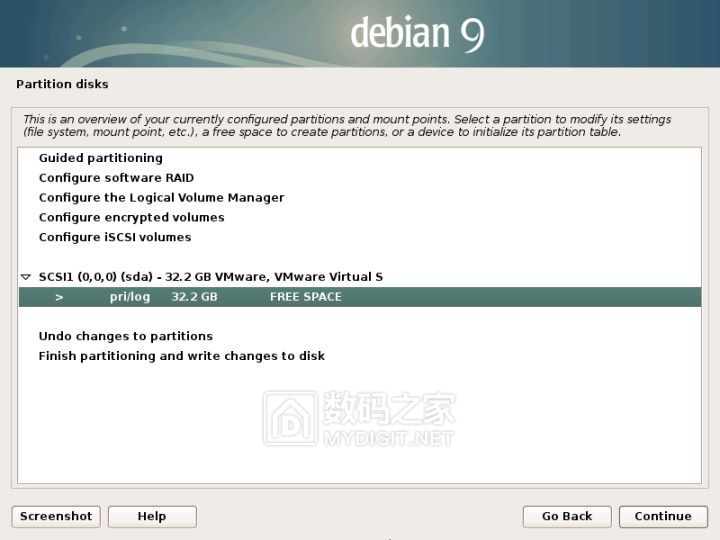 debian 9
Partition disks
This is an overview of your currently configured partitions and mount points. Select a partition to modify its settings
(file system, mount point, etc.), a free space to create partitions, or a device to initialize its partition table.
Guided partitioning
Configure software RAID
Configure the Logical Volume Manager
Configure encrypted volumes
Configure iSCSI volumes
SCSI1 (0,0,0) (sda) - 32.2 GB VMware, VMware Virtual S
> pri/log 32.2 GB FREE SPACE
Undo changes to partitions
Finish partitioning and write changes to disk
数码之家
MYDIGIT.NET
Screenshot Help Go Back Continue